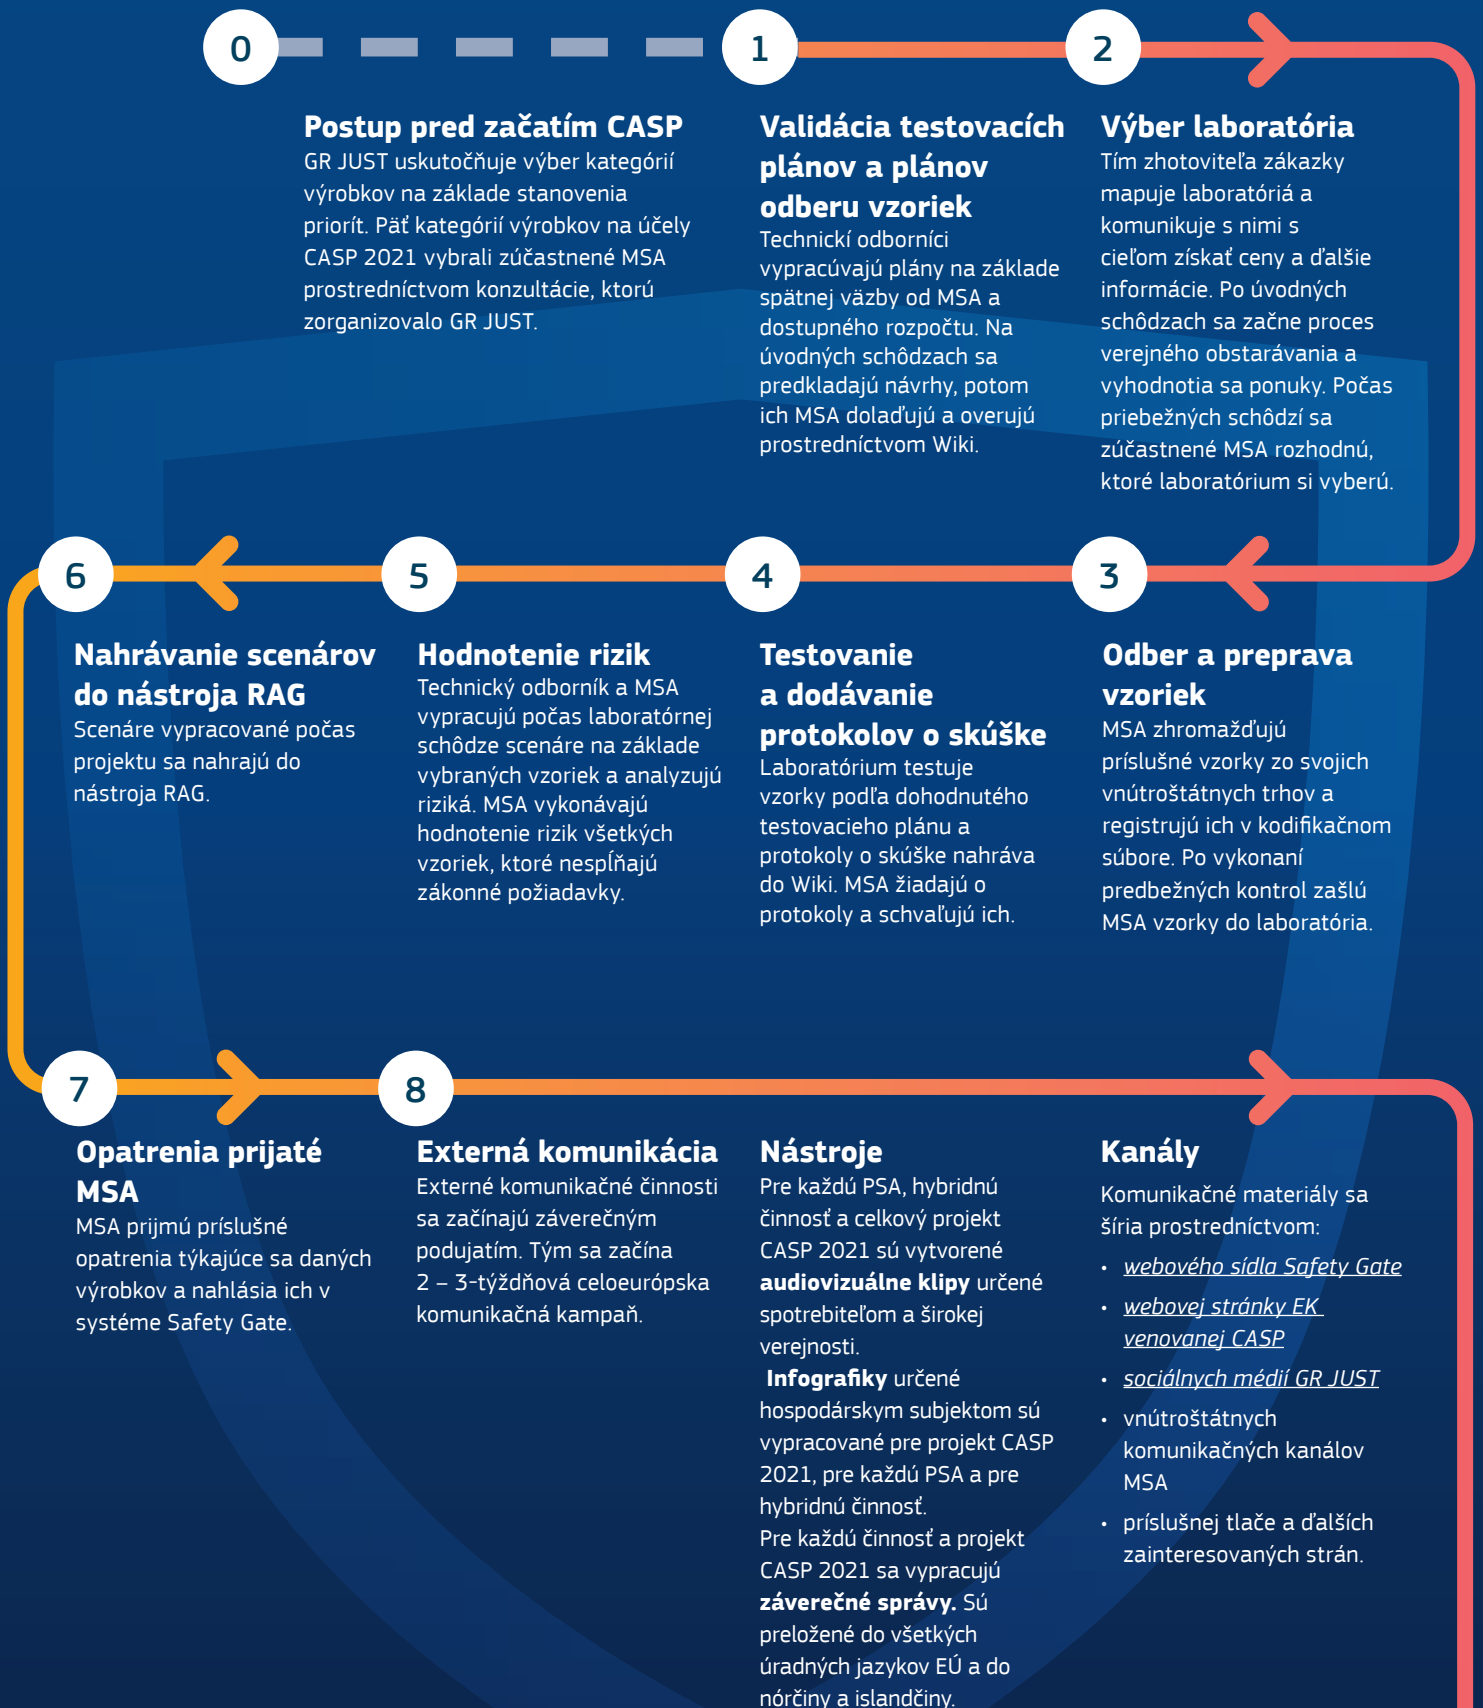 0
Postup pred začatím CASP
GR JUST uskutočňuje výber kategórií
výrobkov na základe stanovenia
priorít. Päť kategórií výrobkov na účely
CASP 2021 vybrali zúčastnené MSA
prostredníctvom konzultácie, ktorú
zorganizovalo GR JUST.
1
Validácia testovacích
plánov a plánov
odberu vzoriek
Technickí odborníci
vypracúvajú plány na základe
spätnej väzby od MSA a
dostupného rozpočtu. Na
úvodných schôdzach sa
predkladajú návrhy, potom
ich MSA dolaďujú a overujú
prostredníctvom Wiki.
2
Výber laboratória
Tím zhotoviteľa zákazky
mapuje laboratóriá a
komunikuje s nimi s
cieľom získať ceny a ďalšie
informácie. Po úvodných
schôdzach sa začne proces
verejného obstarávania a
vyhodnotia sa ponuky. Počas
priebežných schôdzí sa
zúčastnené MSA rozhodnú,
ktoré laboratórium si vyberú.
3
Odber a preprava
vzoriek
MSA zhromažďujú
príslušné vzorky zo svojich
vnútroštátnych trhov a
registrujú ich v kodifikačnom
súbore. Po vykonaní
predbežných kontrol zašlú
MSA vzorky do laboratória.
4
Testovanie
a dodávanie
protokolov o skúške
Laboratórium testuje
vzorky podľa dohodnutého
testovacieho plánu a
protokoly o skúške nahráva
do Wiki. MSA žiadajú o
protokoly a schvaľujú ich.
5
Hodnotenie rizik
Technický odborník a MSA
vypracujú počas laboratórnej
schôdze scenáre na základe
vybraných vzoriek a analyzujú
riziká. MSA vykonávajú
hodnotenie rizik všetkých
vzoriek, ktoré nespĺňajú
zákonné požiadavky.
6
Nahrávanie scenárov
do nástroja RAG
Scenáre vypracované počas
projektu sa nahrajú do
nástroja RAG.
7
Opatrenia prijaté
MSA
MSA prijmú príslušné
opatrenia týkajúce sa daných
výrobkov a nahlásia ich v
systéme Safety Gate.
8
Externá komunikácia
Externé komunikačné činnosti
sa začínajú záverečným
podujatím. Tým sa začína
2 – 3-týždňová celoeurópska
komunikačná kampaň.
Nástroje
Pre každú PSA, hybridnú
činnosť a celkový projekt
CASP 2021 sú vytvorené
audiovizuálne klipy určené
spotrebiteľom a širokej
verejnosti.
Infografiky určené
hospodárskym subjektom sú
vypracované pre projekt CASP
2021, pre každú PSA a pre
hybridnú činnosť.
Pre každú činnosť a projekt
CASP 2021 sa vypracujú
záverečné správy. Sú
preložené do všetkých
úradných jazykov EÚ a do
nórčiny a islandčiny.
Kanály
Komunikačné materiály sa
šíria prostredníctvom:
• webového sídla Safety Gate
• webovej stránky EK
venovanej CASP
• sociálnych médií GR JUST
• vnútroštátnych
komunikačných kanálov
MSA
• príslušnej tlače a ďalších
zainteresovaných strán.